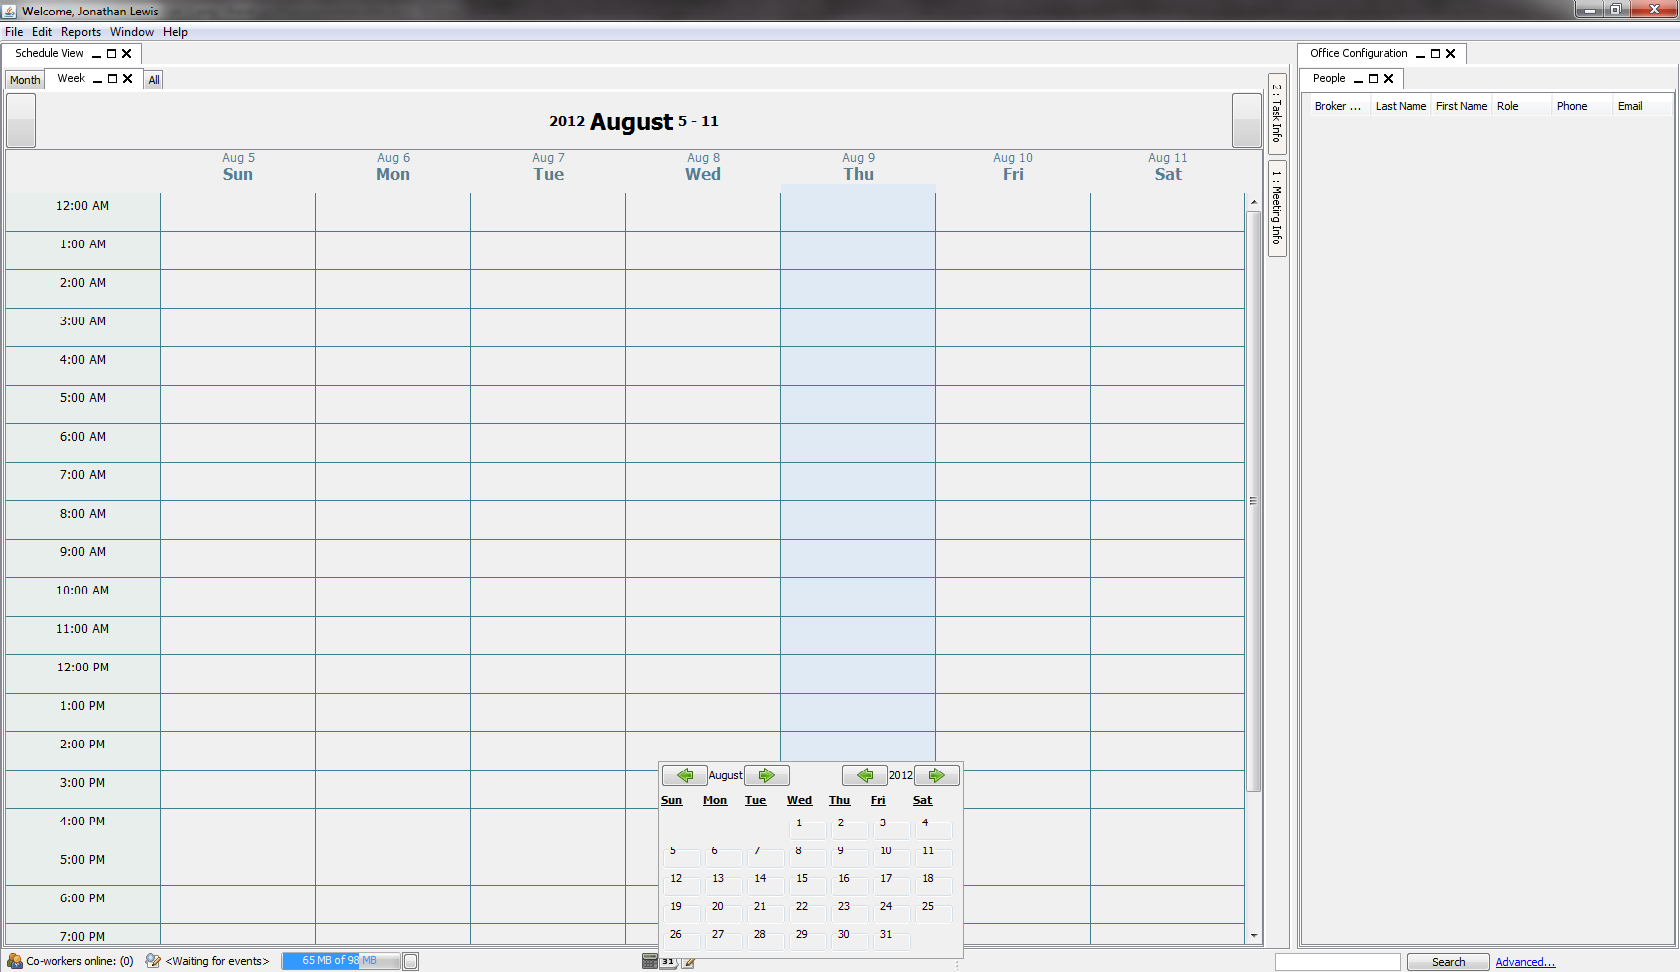 Welcome, Jonathan Lewis
File Edit Reports Window Help
Schedule View
Month Week All
2012 August 5 - 11
Aug 5 Aug 6 Aug 7 Aug 8 Aug 9 Aug 10 Aug 11
Sun Mon Tue Wed Thu Fri Sat
12:00 AM
1:00 AM
2:00 AM
3:00 AM
4:00 AM
5:00 AM
6:00 AM
7:00 AM
8:00 AM
9:00 AM
10:00 AM
11:00 AM
12:00 PM
1:00 PM
2:00 PM
3:00 PM
4:00 PM
5:00 PM
6:00 PM
7:00 PM
August 2012
Sun Mon Tue Wed Thu Fri Sat
1 2 3 4
5 6 7 8 9 10 11
12 13 14 15 16 17 18
19 20 21 22 23 24 25
26 27 28 29 30 31
2 : Task Info
1 : Meeting Info
Office Configuration
People
Broker ... Last Name First Name Role Phone Email
Co-workers online: (0) <Waiting for events> 65 MB of 98 MB 31 Search Advanced...